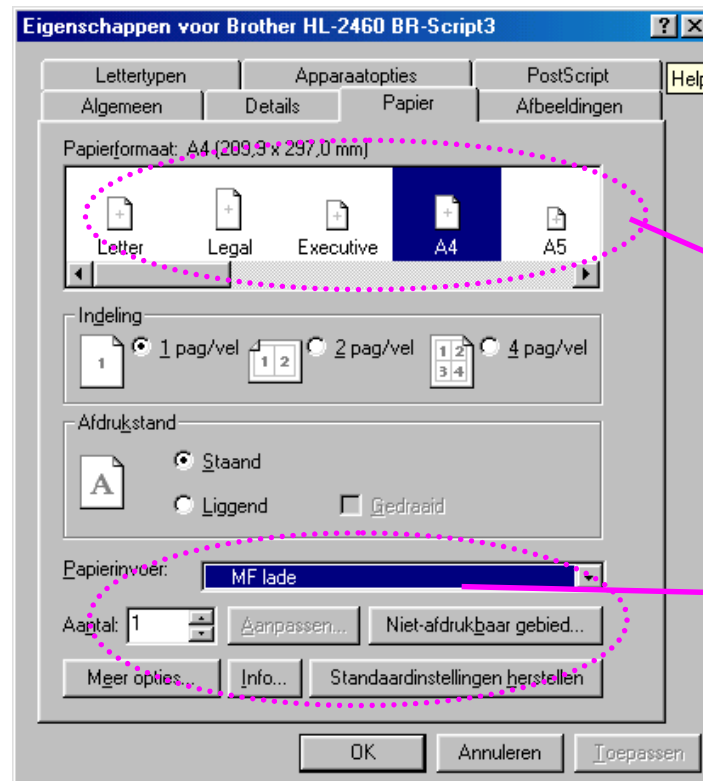 Eigenschappen voor Brother HL-2460 BR-Script3
Lettertypen Apparaatopties PostScript
Help
Algemeen Details Papier Afbeeldingen
Papierformaat: A4 (209,9 x 297,0 mm)
Letter Legal Executive A4 A5
Indeling
1 1 pag/vel 1 2 2 pag/vel 1 2 4 pag/vel
3 4
Afdrukstand
A Staand
Liggend Gedraaid
Papierinvoer: MF lade
Aantal: 1 Aanpassen... Niet-afdrukbaar gebied...
Meer opties... Info... Standaardinstellingen herstellen
OK Annuleren Toepassen